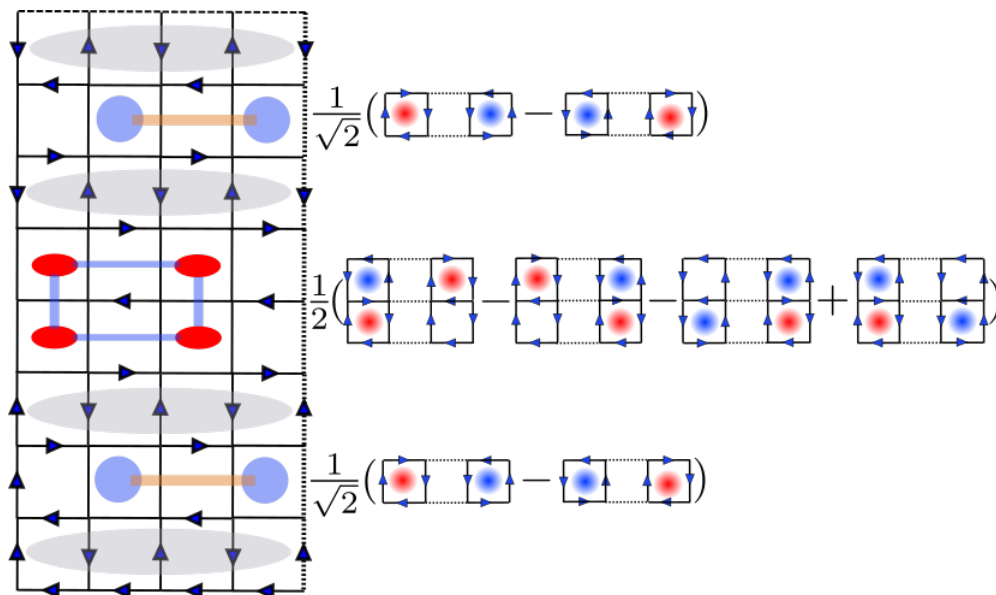 1/√2( − )
1/2( − − + )
1/√2( − )